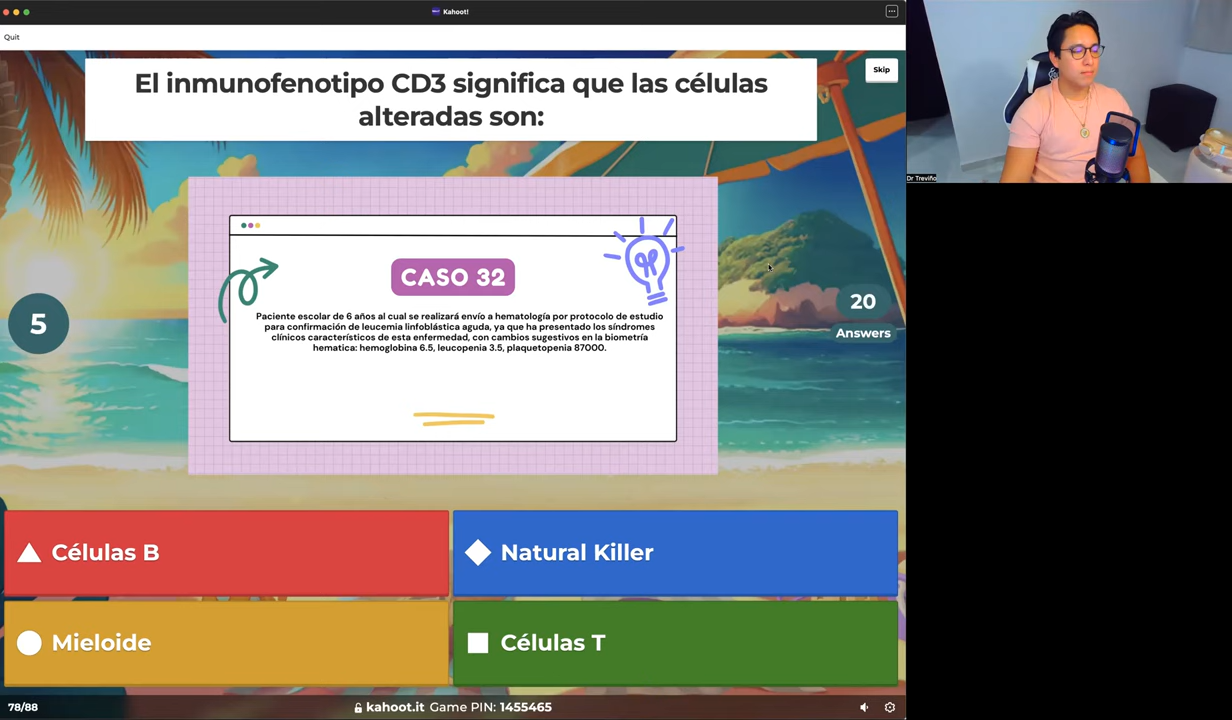 Kahoot!
Quit
El inmunofenotipo CD3 significa que las células
alteradas son:
Skip
CASO 32
Paciente escolar de 6 años al cual se realizará envío a hematología por protocolo de estudio
para confirmación de leucemia linfoblástica aguda, ya que ha presentado los síndromes
clínicos característicos de esta enfermedad, con cambios sugestivos en la biometría
hematica: hemoglobina 6.5, leucopenia 3.5, plaquetopenia 87000.
5
20
Answers
Células B
Natural Killer
Mieloide
Células T
78/88
kahoot.it Game PIN: 1455465
Dr Treviño